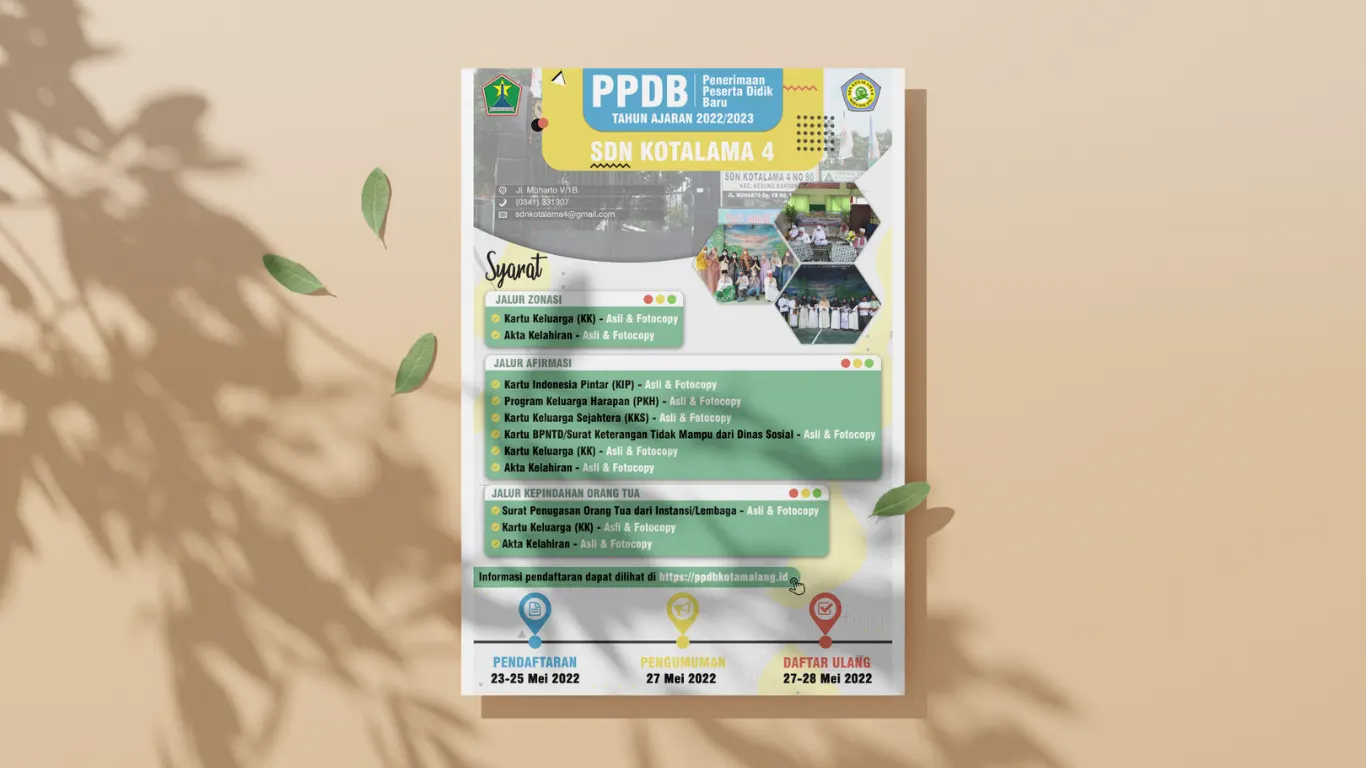 PPDB
Penerimaan
Peserta Didik
Baru
TAHUN AJARAN 2022/2023
SDN KOTALAMA 4
SDN KOTALAMA 4 NO 80
Jl. Muharto V/1B
(0341) 331307
sdnkotalama4@gmail.com
Syarat
JALUR ZONASI
Kartu Keluarga (KK) - Asli & Fotocopy
Akta Kelahiran - Asli & Fotocopy
JALUR AFIRMASI
Kartu Indonesia Pintar (KIP) - Asli & Fotocopy
Program Keluarga Harapan (PKH) - Asli & Fotocopy
Kartu Keluarga Sejahtera (KKS) - Asli & Fotocopy
Kartu BPNTD/Surat Keterangan Tidak Mampu dari Dinas Sosial - Asli & Fotocopy
Kartu Keluarga (KK) - Asli & Fotocopy
Akta Kelahiran - Asli & Fotocopy
JALUR KEPINDAHAN ORANG TUA
Surat Penugasan Orang Tua dari Instansi/Lembaga - Asli & Fotocopy
Kartu Keluarga (KK) - Asli & Fotocopy
Akta Kelahiran - Asli & Fotocopy
Informasi pendaftaran dapat dilihat di https://ppdbkotamalang.id
PENDAFTARAN
23-25 Mei 2022
PENGUMUMAN
27 Mei 2022
DAFTAR ULANG
27-28 Mei 2022